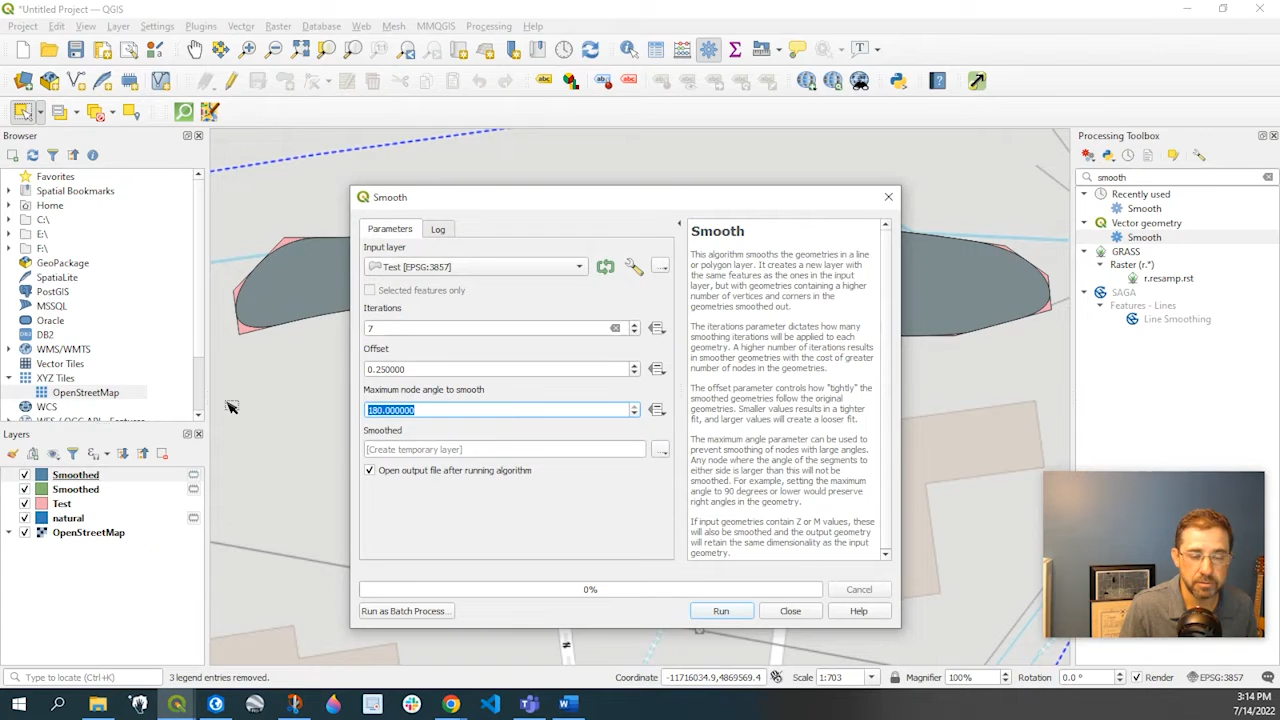 *Untitled Project — QGIS
Project Edit View Layer Settings Plugins Vector Raster Database Web Mesh MMQGIS Processing Help
Browser
Favorites
Spatial Bookmarks
Home
C:\
E:\
F:\
GeoPackage
SpatiaLite
PostGIS
MSSQL
Oracle
DB2
WMS/WMTS
Vector Tiles
XYZ Tiles
OpenStreetMap
WCS
Layers
Smoothed
Smoothed
Test
natural
OpenStreetMap
Smooth
Parameters Log
Input layer
Test [EPSG:3857]
Selected features only
Iterations
7
Offset
0.250000
Maximum node angle to smooth
180.000000
Smoothed
[Create temporary layer]
Open output file after running algorithm
Smooth
This algorithm smooths the geometries in a line
or polygon layer. It creates a new layer with the
same features as the ones in the input
layer, but with geometries containing a higher
number of vertices and corners in the
geometries smoothed out.
The iterations parameter dictates how many
smoothing iterations will be applied to each
geometry. A higher number of iterations results
in smoother geometries with the cost of greater
number of nodes in the geometries.
The offset parameter controls how "tightly" the
smoothed geometries follow the original
geometries. Smaller values results in a tighter
fit, and larger values will create a looser fit.
The maximum angle parameter can be used to
prevent smoothing of nodes with large angles.
Any node where the angle of the segments to
either side is larger than this will not be
smoothed. For example, setting the maximum
angle to 90 degrees or lower would preserve
right angles in the geometry.
If input geometries contain Z or M values, these
will also be smoothed and the output geometry
will retain the same dimensionality as the input
geometry.
0%
Cancel
Run as Batch Process...
Run Close Help
Processing Toolbox
smooth
Recently used
Smooth
Vector geometry
Smooth
GRASS
Raster (r.*)
r.resamp.rst
SAGA
Features - Lines
Line Smoothing
Type to locate (Ctrl+K)
3 legend entries removed.
Coordinate -11716034.9,4869569.4
Scale 1:703
Magnifier 100%
Rotation 0.0 °
Render
EPSG:3857
3:14 PM
7/14/2022